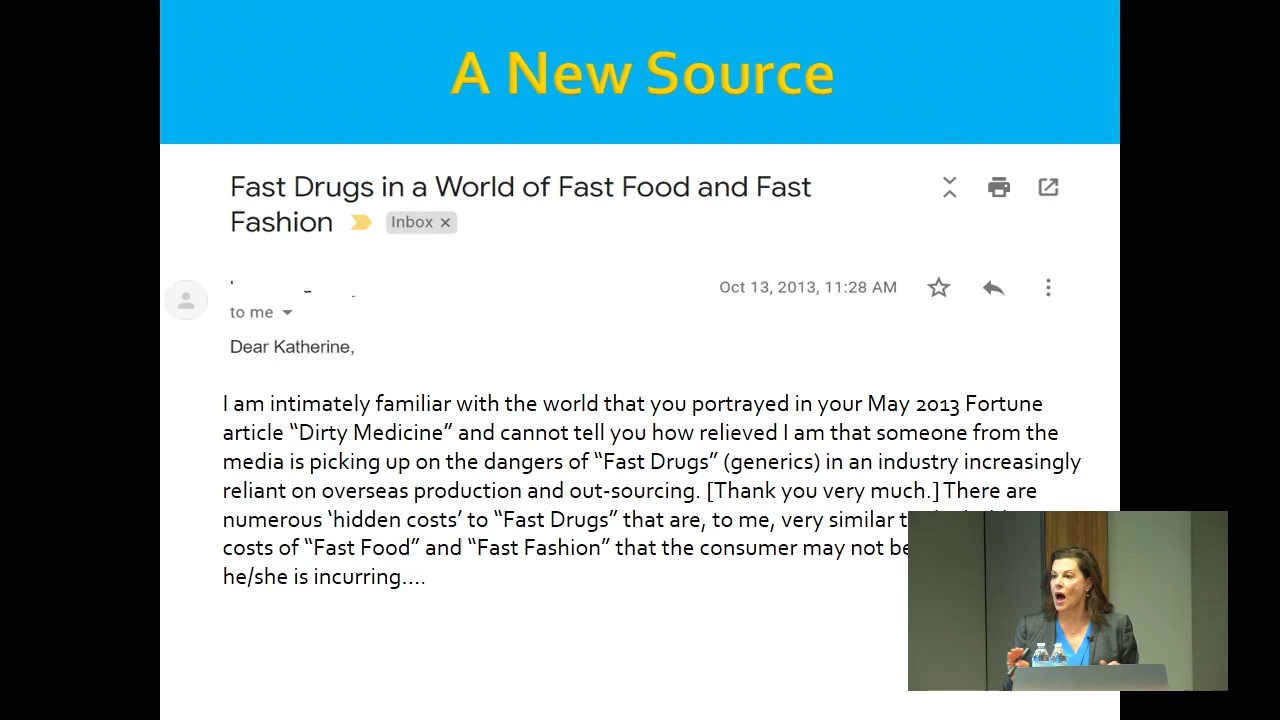 A New Source
Fast Drugs in a World of Fast Food and Fast
Fashion Inbox ×
Oct 13, 2013, 11:28 AM
to me
Dear Katherine,
I am intimately familiar with the world that you portrayed in your May 2013 Fortune
article “Dirty Medicine” and cannot tell you how relieved I am that someone from the
media is picking up on the dangers of “Fast Drugs” (generics) in an industry increasingly
reliant on overseas production and out-sourcing. [Thank you very much.] There are
numerous ‘hidden costs’ to “Fast Drugs” that are, to me, very similar
costs of “Fast Food” and “Fast Fashion” that the consumer may not be
he/she is incurring....